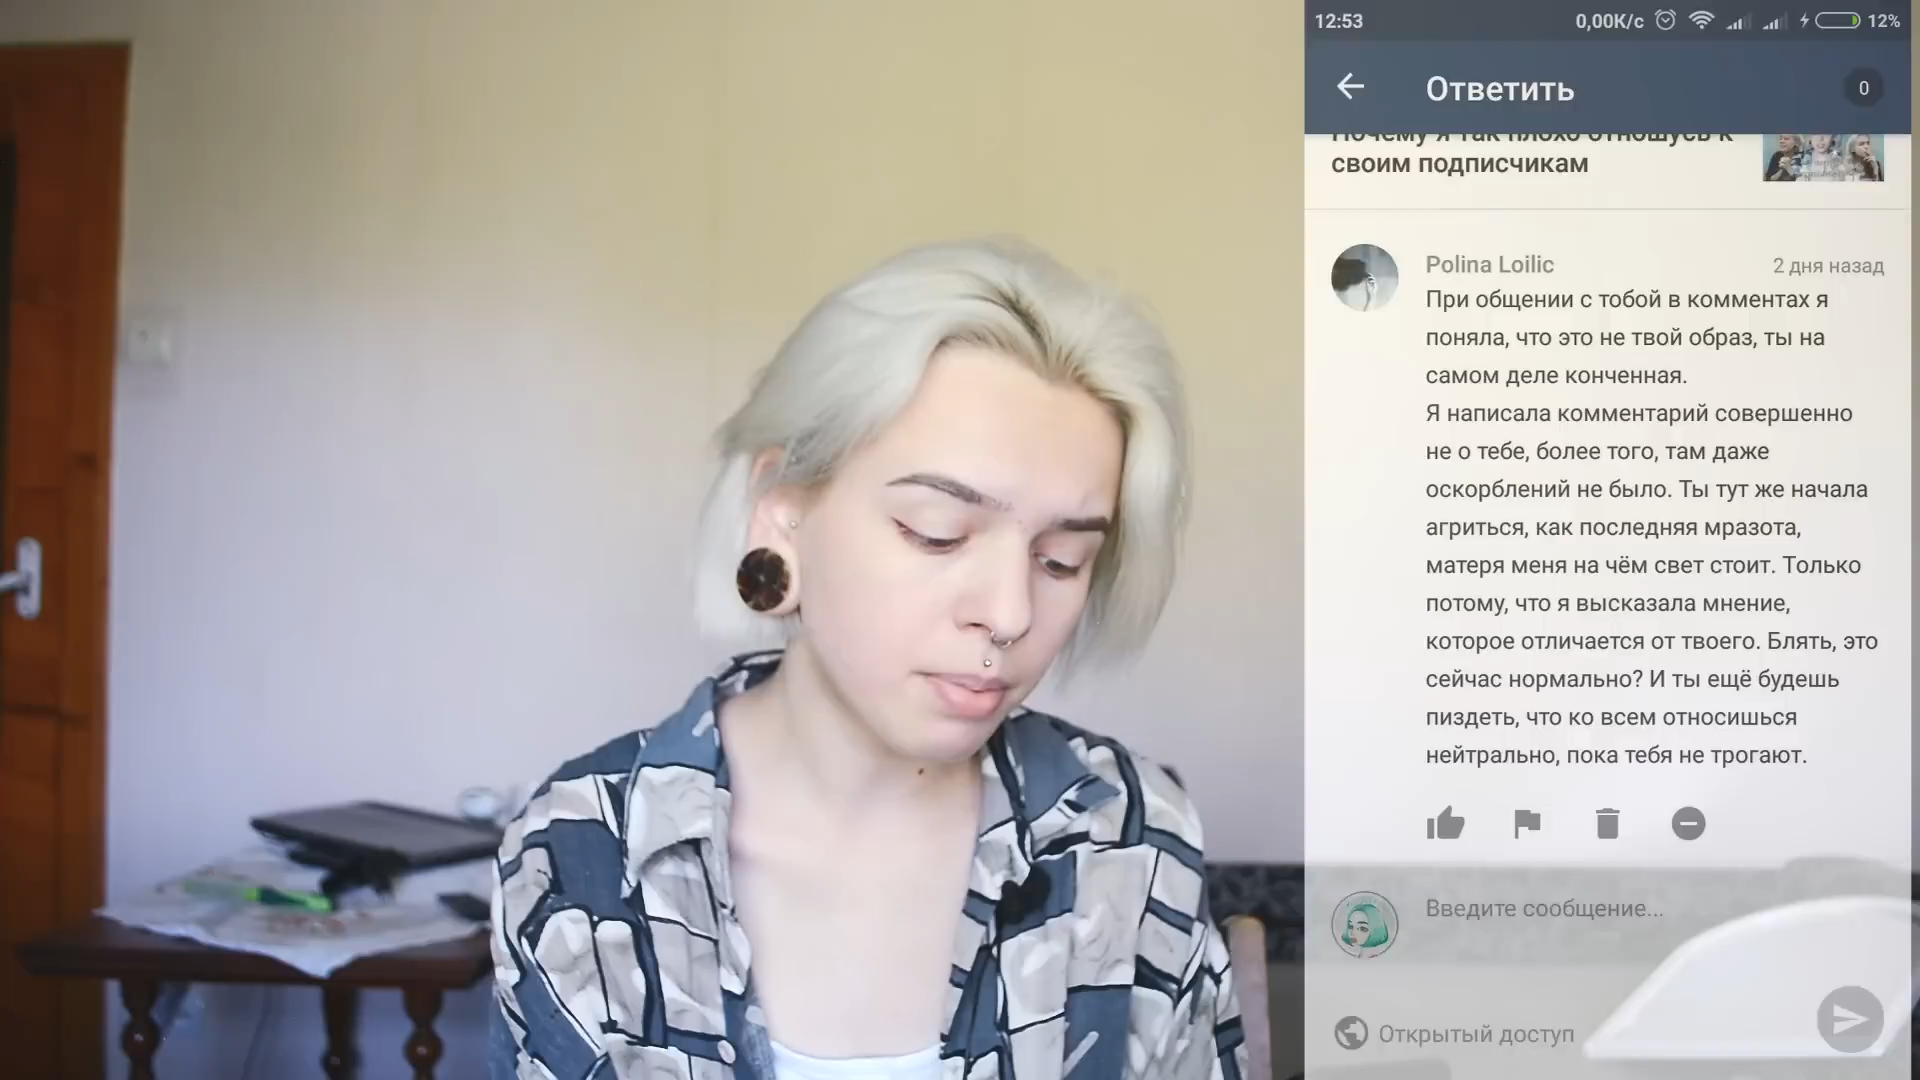 12:53
0,00К/с
12%
Ответить
0
Почему я так плохо отношусь к
своим подписчикам
Polina Loilic
2 дня назад
При общении с тобой в комментах я
поняла, что это не твой образ, ты на
самом деле конченная.
Я написала комментарий совершенно
не о тебе, более того, там даже
оскорблений не было. Ты тут же начала
агриться, как последняя мразота,
матеря меня на чём свет стоит. Только
потому, что я высказала мнение,
которое отличается от твоего. Блять, это
сейчас нормально? И ты ещё будешь
пиздеть, что ко всем относишься
нейтрально, пока тебя не трогают.
Введите сообщение...
Открытый доступ